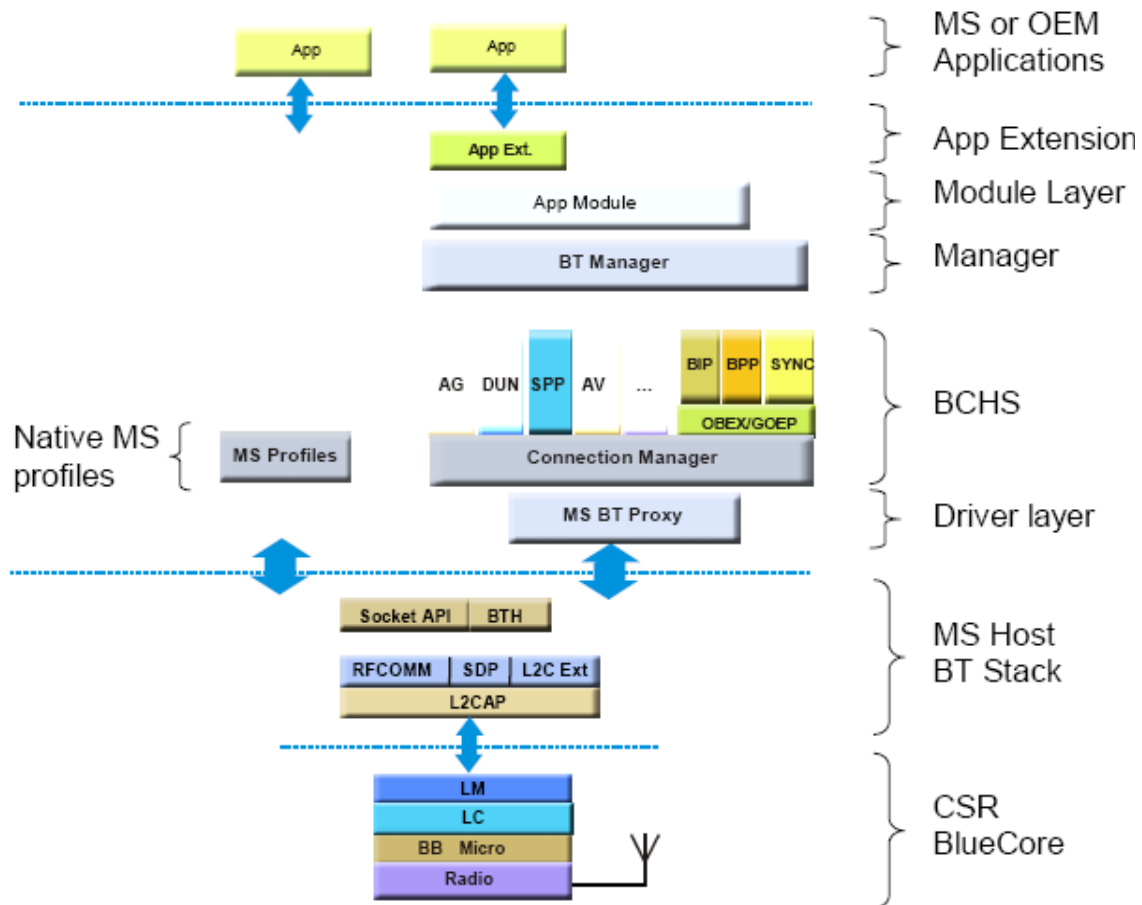 App
App
MS or OEM
Applications
App Ext.
App Extension
App Module
Module Layer
BT Manager
Manager
AG DUN SPP AV ... BIP BPP SYNC
OBEX/GOEP
BCHS
Native MS
profiles
MS Profiles
Connection Manager
MS BT Proxy
Driver layer
Socket API BTH
RFCOMM SDP L2C Ext
L2CAP
MS Host
BT Stack
LM
LC
BB Micro
Radio
CSR
BlueCore